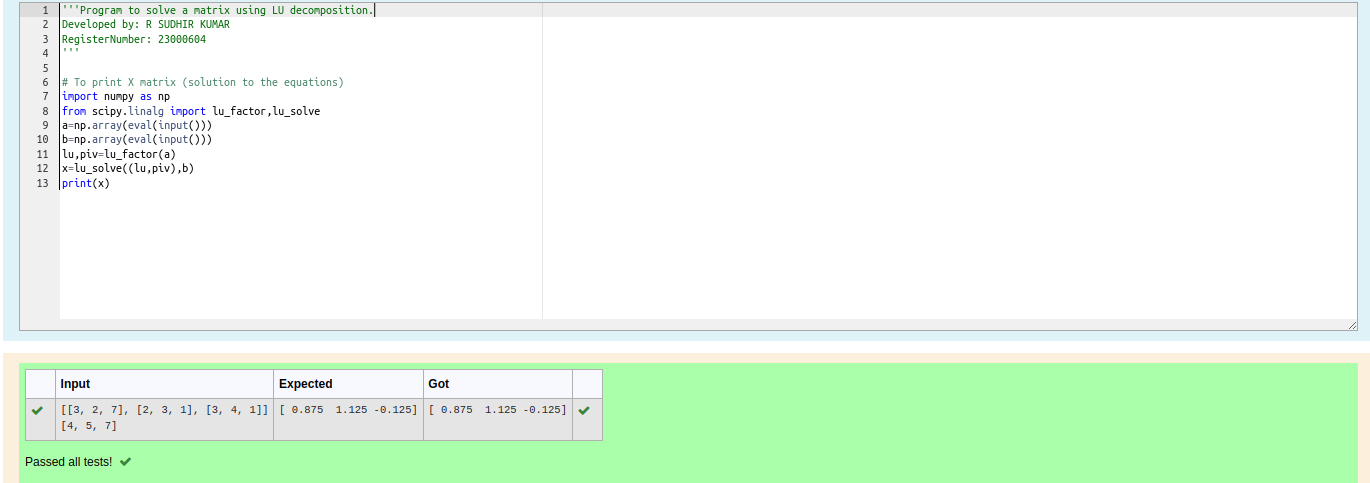 1 '''Program to solve a matrix using LU decomposition.
2 Developed by: R SUDHIR KUMAR
3 RegisterNumber: 23000604
4 '''
5
6 # To print X matrix (solution to the equations)
7 import numpy as np
8 from scipy.linalg import lu_factor,lu_solve
9 a=np.array(eval(input()))
10 b=np.array(eval(input()))
11 lu,piv=lu_factor(a)
12 x=lu_solve((lu,piv),b)
13 print(x)
Input Expected Got
[[3, 2, 7], [2, 3, 1], [3, 4, 1]] [ 0.875  1.125 -0.125] [ 0.875  1.125 -0.125]
[4, 5, 7]
Passed all tests!